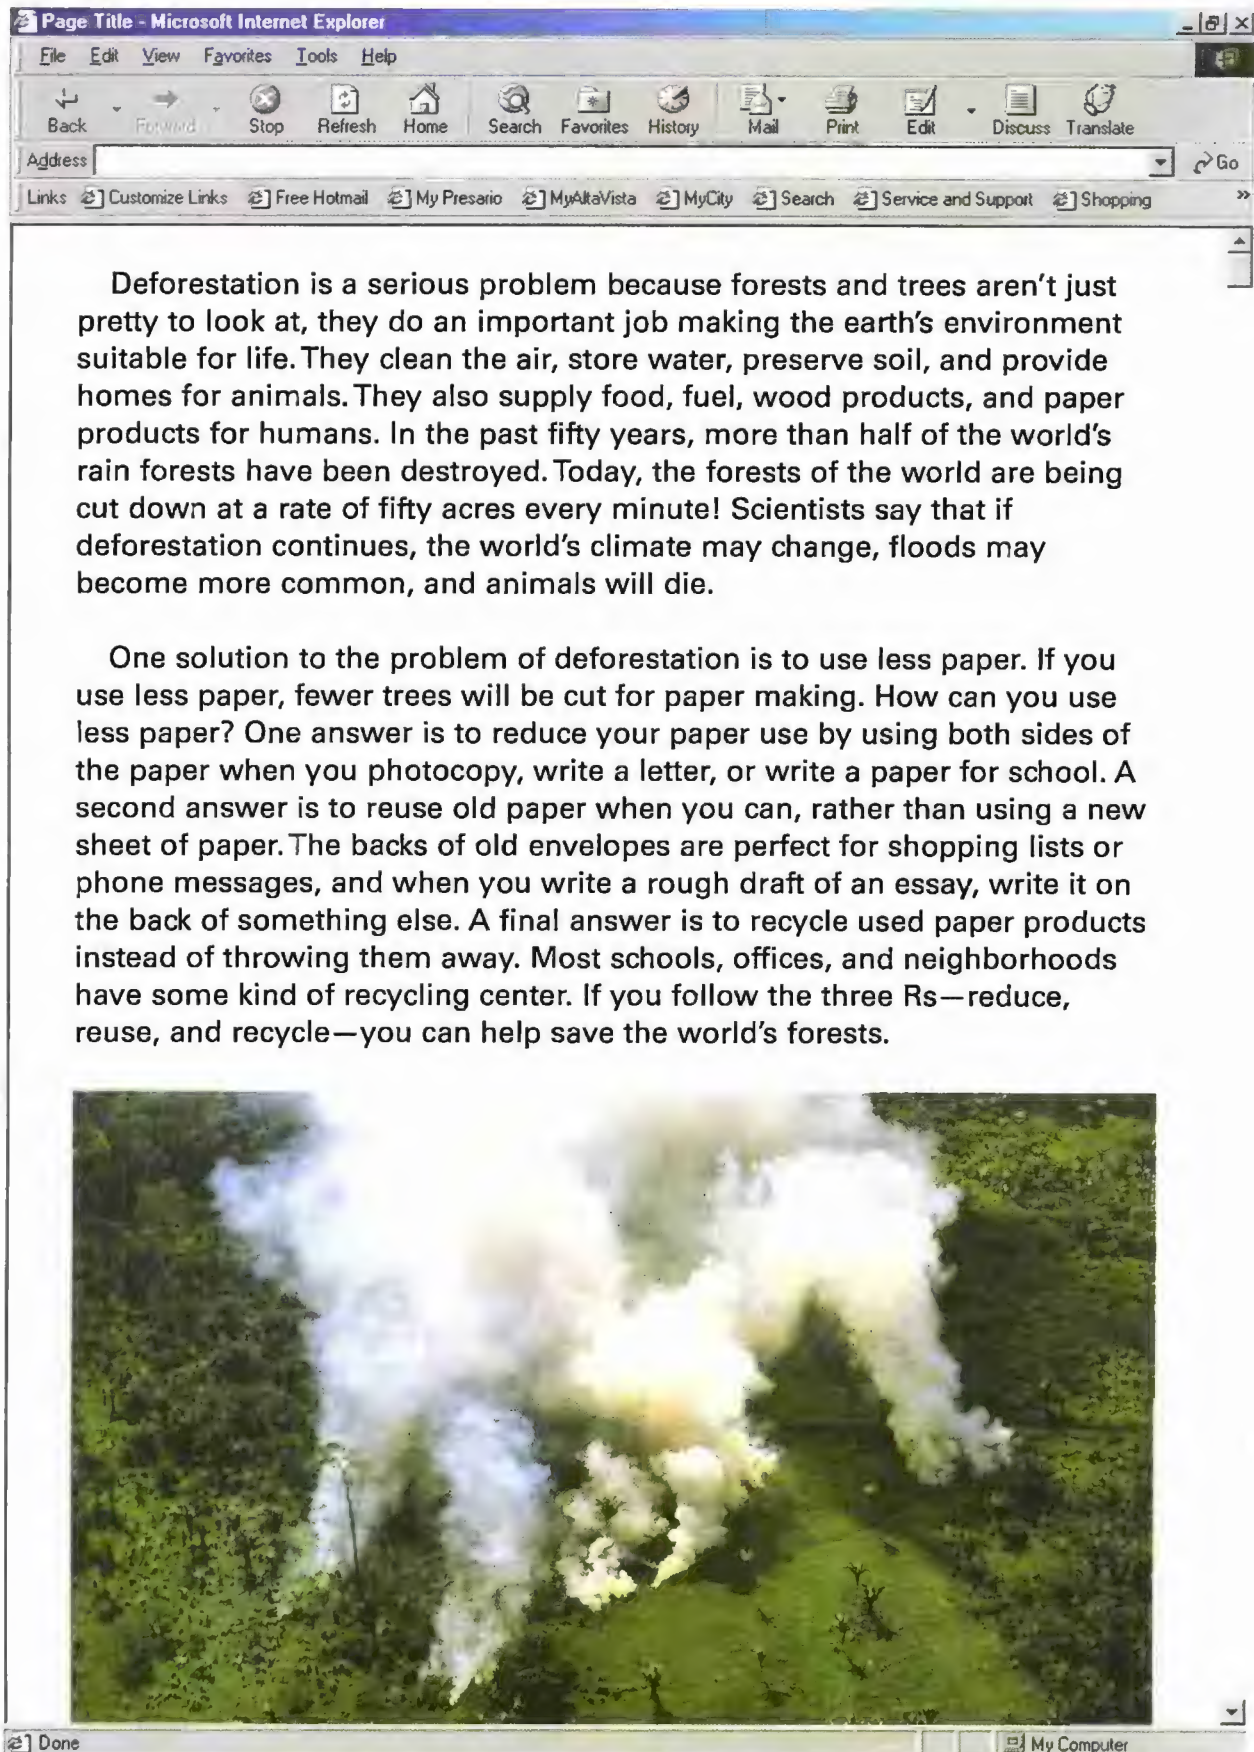 Page Title - Microsoft Internet Explorer
File Edit View Favorites Tools Help
Back Forward Stop Refresh Home Search Favorites History Mail Print Edit Discuss Translate
Address Go
Links Customize Links Free Hotmail My Presario MyAltaVista MyCity Search Service and Support Shopping »
Deforestation is a serious problem because forests and trees aren't just
pretty to look at, they do an important job making the earth's environment
suitable for life. They clean the air, store water, preserve soil, and provide
homes for animals. They also supply food, fuel, wood products, and paper
products for humans. In the past fifty years, more than half of the world's
rain forests have been destroyed. Today, the forests of the world are being
cut down at a rate of fifty acres every minute! Scientists say that if
deforestation continues, the world's climate may change, floods may
become more common, and animals will die.
One solution to the problem of deforestation is to use less paper. If you
use less paper, fewer trees will be cut for paper making. How can you use
less paper? One answer is to reduce your paper use by using both sides of
the paper when you photocopy, write a letter, or write a paper for school. A
second answer is to reuse old paper when you can, rather than using a new
sheet of paper. The backs of old envelopes are perfect for shopping lists or
phone messages, and when you write a rough draft of an essay, write it on
the back of something else. A final answer is to recycle used paper products
instead of throwing them away. Most schools, offices, and neighborhoods
have some kind of recycling center. If you follow the three Rs—reduce,
reuse, and recycle—you can help save the world's forests.
Done My Computer